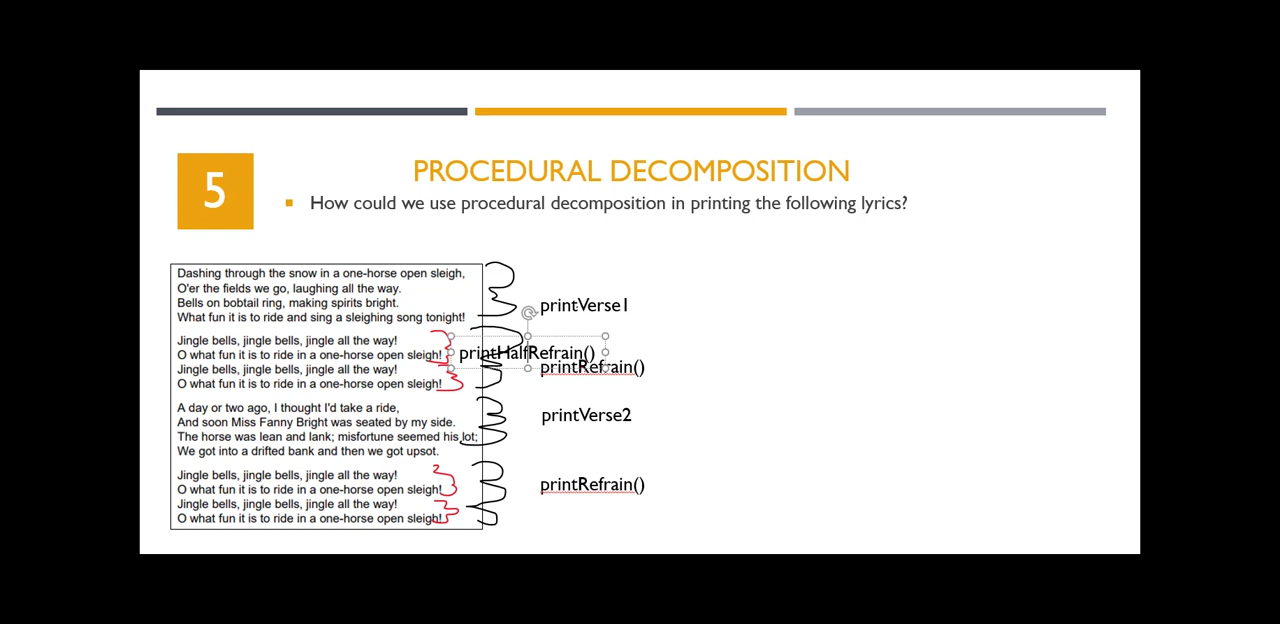 5
PROCEDURAL DECOMPOSITION
How could we use procedural decomposition in printing the following lyrics?
Dashing through the snow in a one-horse open sleigh,
O'er the fields we go, laughing all the way.
Bells on bobtail ring, making spirits bright.
What fun it is to ride and sing a sleighing song tonight!
printVerse1
Jingle bells, jingle bells, jingle all the way!
O what fun it is to ride in a one-horse open sleigh!
Jingle bells, jingle bells, jingle all the way!
O what fun it is to ride in a one-horse open sleigh!
printHalfRefrain()
printRefrain()
A day or two ago, I thought I'd take a ride,
And soon Miss Fanny Bright was seated by my side.
The horse was lean and lank; misfortune seemed his lot;
We got into a drifted bank and then we got upsot.
printVerse2
Jingle bells, jingle bells, jingle all the way!
O what fun it is to ride in a one-horse open sleigh!
Jingle bells, jingle bells, jingle all the way!
O what fun it is to ride in a one-horse open sleigh!
printRefrain()